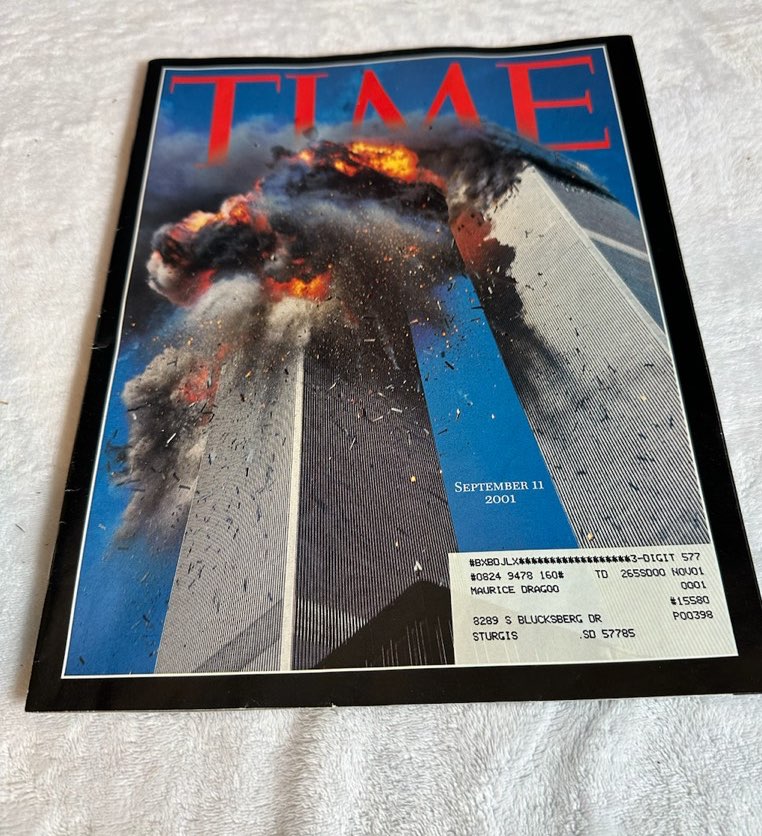 TIME
SEPTEMBER 11
2001
#BXBDJLX******************3-DIGIT 577
#0824 9478 160# TD 265SD00 NOV01
MAURICE DRAGOO 0001
#15580
8289 S BLUCKSBERG DR P00398
STURGIS .SD 57785